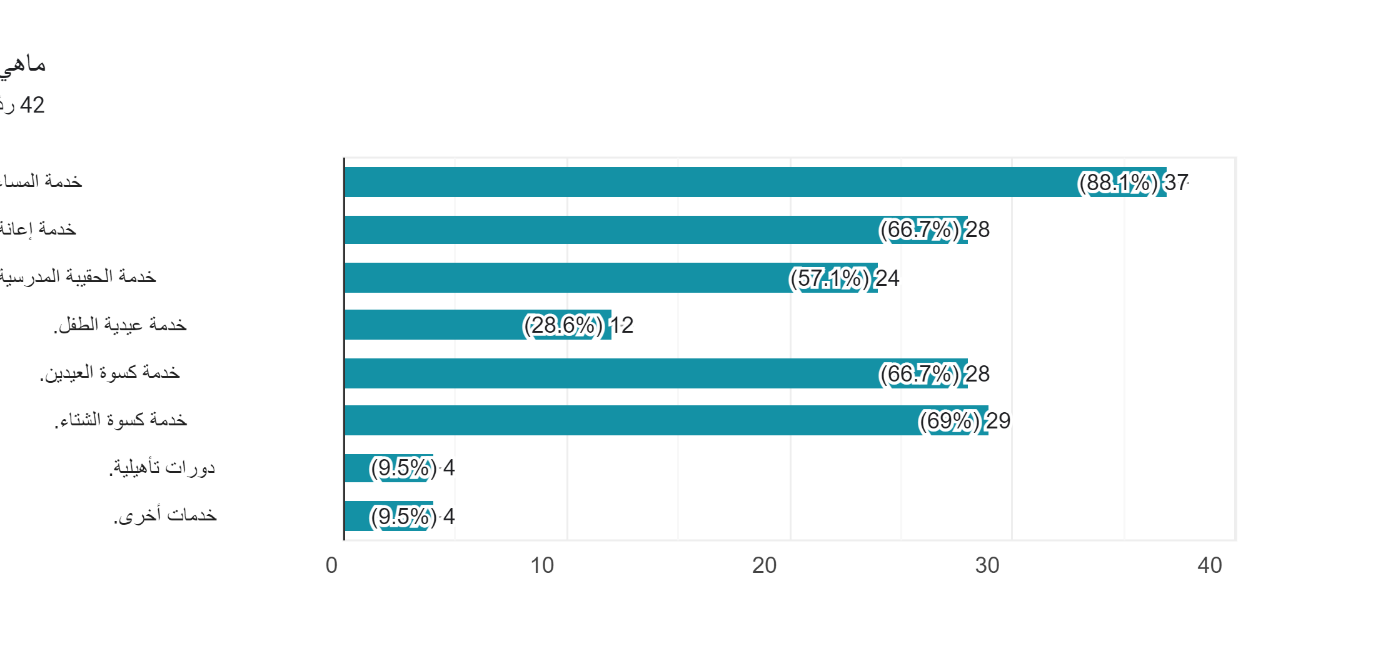 ماهي
42
خدمة
(88.1%) 37
خدمة إعانة
(66.7%) 28
خدمة الحقيبة المدرسية
(57.1%) 24
خدمة عيدية الطفل.
(28.6%) 12
خدمة كسوة العيدين.
(66.7%) 28
خدمة كسوة الشتاء.
(69%) 29
دورات تأهيلية.
(9.5%) 4
خدمات أخرى.
(9.5%) 4
0 10 20 30 40